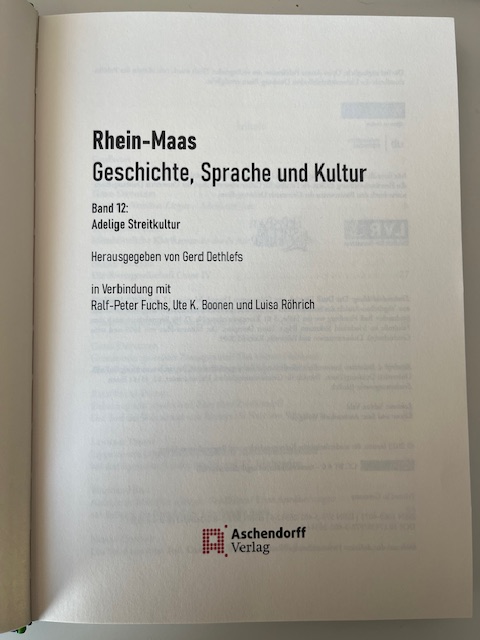 Rhein-Maas
Geschichte, Sprache und Kultur
Band 12:
Adelige Streitkultur
Herausgegeben von Gerd Dethlefs
in Verbindung mit
Ralf-Peter Fuchs, Ute K. Boonen und Luisa Röhrich
Aschendorff
Verlag